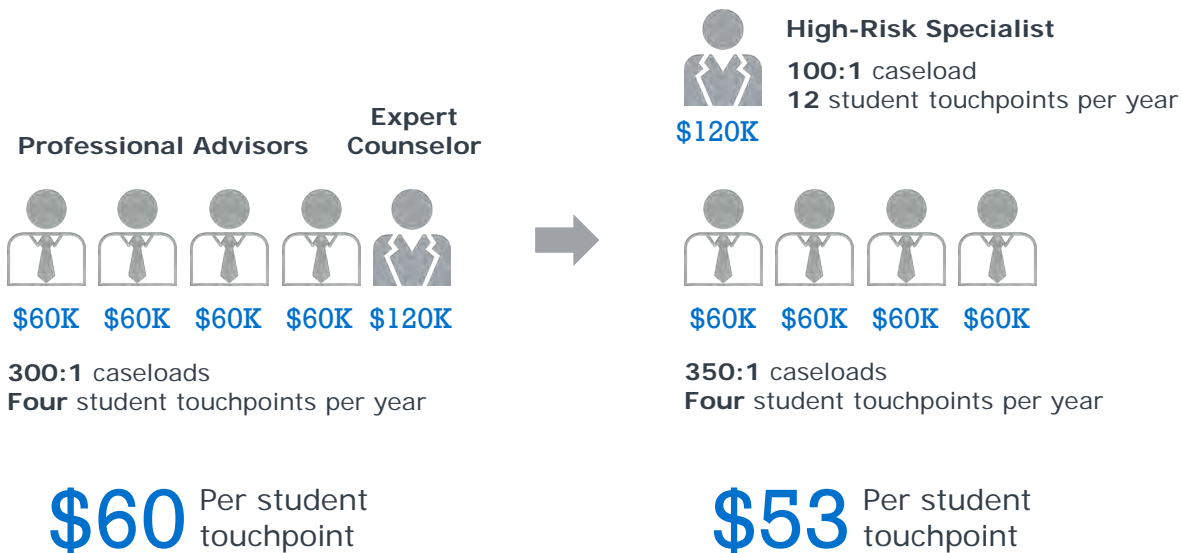 Professional Advisors
Expert
Counselor
$60K $60K $60K $60K $120K
300:1 caseloads
Four student touchpoints per year
$60 Per student
touchpoint
High-Risk Specialist
100:1 caseload
12 student touchpoints per year
$120K
$60K $60K $60K $60K
350:1 caseloads
Four student touchpoints per year
$53 Per student
touchpoint